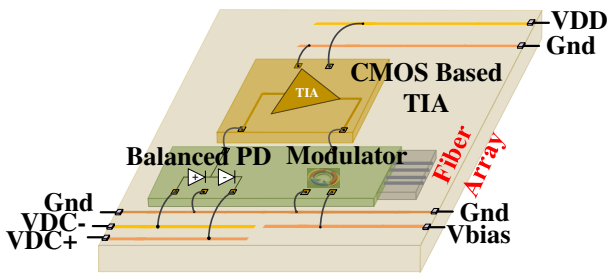 VDD
Gnd
CMOS Based
TIA
TIA
Balanced PD
Modulator
+
-
Fiber
Array
Gnd
VDC-
VDC+
Gnd
Vbias